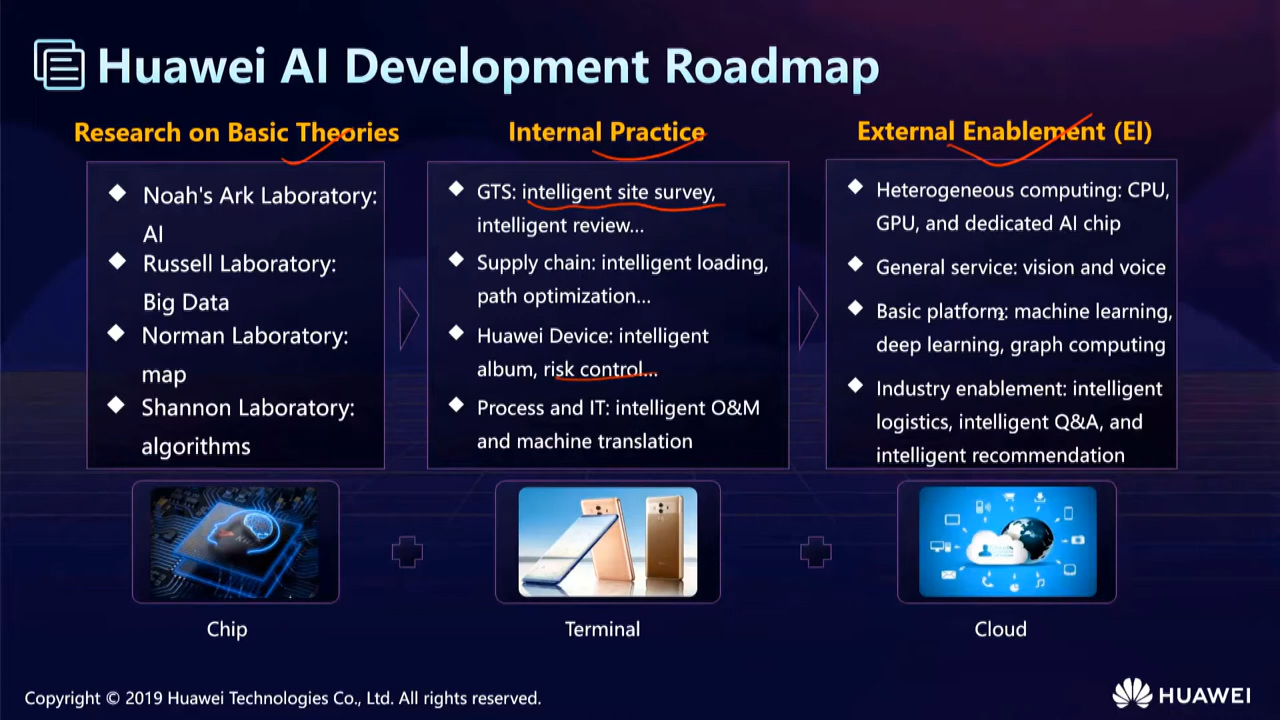 Huawei AI Development Roadmap
Research on Basic Theories
Noah's Ark Laboratory:
AI
Russell Laboratory:
Big Data
Norman Laboratory:
map
Shannon Laboratory:
algorithms
Internal Practice
GTS: intelligent site survey,
intelligent review...
Supply chain: intelligent loading,
path optimization...
Huawei Device: intelligent
album, risk control...
Process and IT: intelligent O&M
and machine translation
External Enablement (EI)
Heterogeneous computing: CPU,
GPU, and dedicated AI chip
General service: vision and voice
Basic platform: machine learning,
deep learning, graph computing
Industry enablement: intelligent
logistics, intelligent Q&A, and
intelligent recommendation
Chip
Terminal
Cloud
Copyright © 2019 Huawei Technologies Co., Ltd. All rights reserved.
HUAWEI